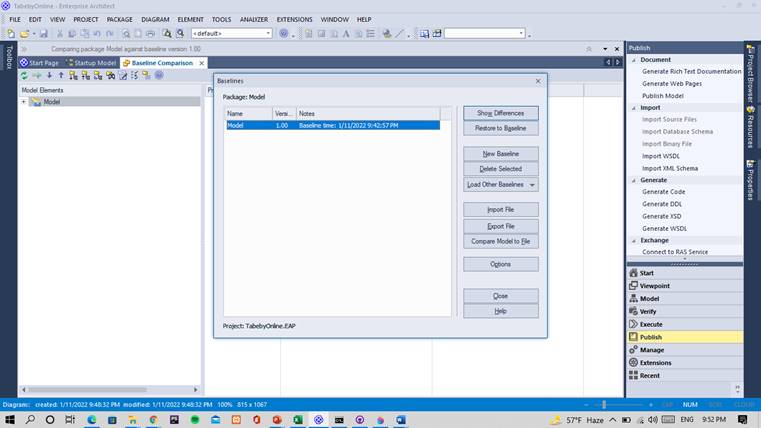 TabebyOnline - Enterprise Architect
FILE EDIT VIEW PROJECT PACKAGE DIAGRAM ELEMENT TOOLS ANALYZER EXTENSIONS WINDOW HELP
<default>
Comparing package Model against baseline version 1.00
Start Page Startup Model Baseline Comparison
Model Elements
Model
Toolbox
Baselines
Package: Model
Name Versi... Notes
Model 1.00 Baseline time: 1/11/2022 9:42:57 PM
Show Differences
Restore to Baseline
New Baseline
Delete Selected
Load Other Baselines
Import File
Export File
Compare Model to File
Options
Close
Help
Project: TabebyOnline.EAP
Publish
Document
Generate Rich Text Documentation
Generate Web Pages
Publish Model
Import
Import Source Files
Import Database Schema
Import Binary File
Import WSDL
Import XML Schema
Generate
Generate Code
Generate DDL
Generate XSD
Generate WSDL
Exchange
Connect to RAS Service
Start
Viewpoint
Model
Verify
Execute
Publish
Manage
Extensions
Recent
Project Browser
Resources
Properties
Diagram: created: 1/11/2022 9:48:32 PM modified: 1/11/2022 9:48:32 PM 100% 815 x 1067
CAP NUM SCRL CLOUD
57°F Haze ENG 9:52 PM